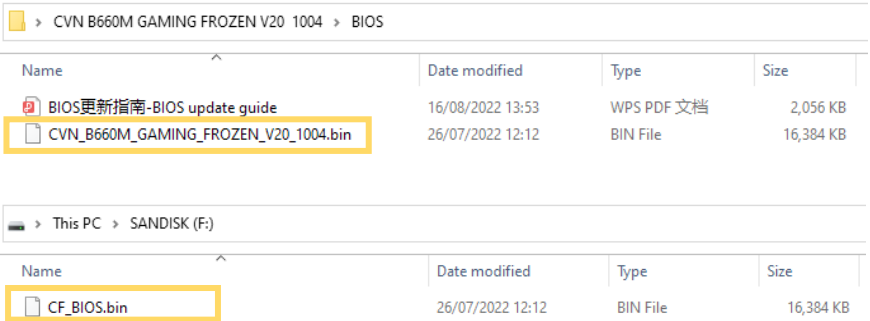 CVN B660M GAMING FROZEN V20 1004 > BIOS
Name Date modified Type Size
BIOS更新指南-BIOS update guide 16/08/2022 13:53 WPS PDF 文档 2,056 KB
CVN_B660M_GAMING_FROZEN_V20_1004.bin 26/07/2022 12:12 BIN File 16,384 KB
This PC > SANDISK (F:)
Name Date modified Type Size
CF_BIOS.bin 26/07/2022 12:12 BIN File 16,384 KB